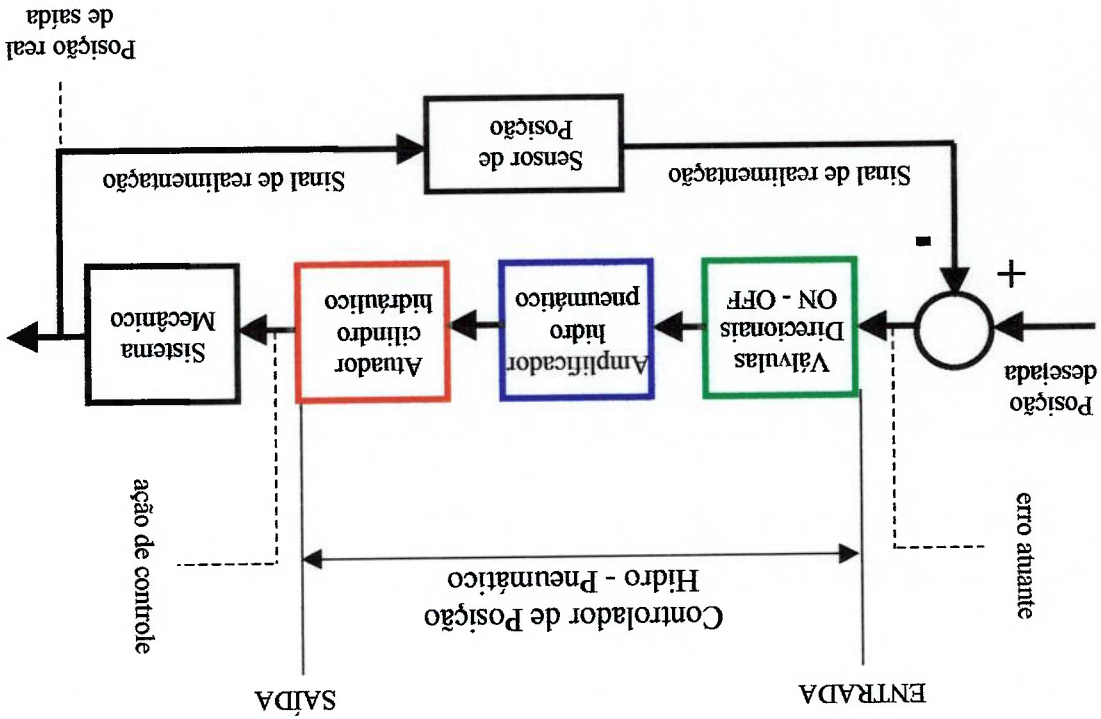 ENTRADA
SAÍDA
Controlador de Posição
Hidro - Pneumático
erro atuante
ação de controle
Posição
desejada
Válvulas
Direcionais
ON - OFF
Amplificador
hidro
pneumático
Atuador
cilindro
hidráulico
Sistema
Mecânico
+
-
Sinal de realimentação
Sensor de
Posição
Sinal de realimentação
Posição real
de saída